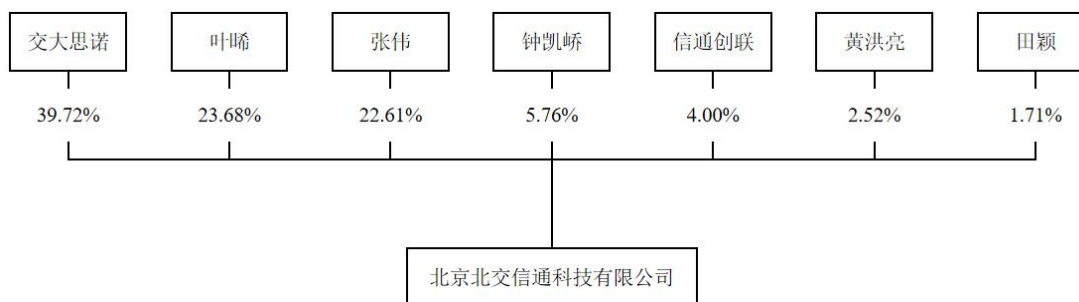 交大思诺 叶晞 张伟 钟凯峤 信通创联 黄洪亮 田颖
39.72% 23.68% 22.61% 5.76% 4.00% 2.52% 1.71%
北京北交信通科技有限公司